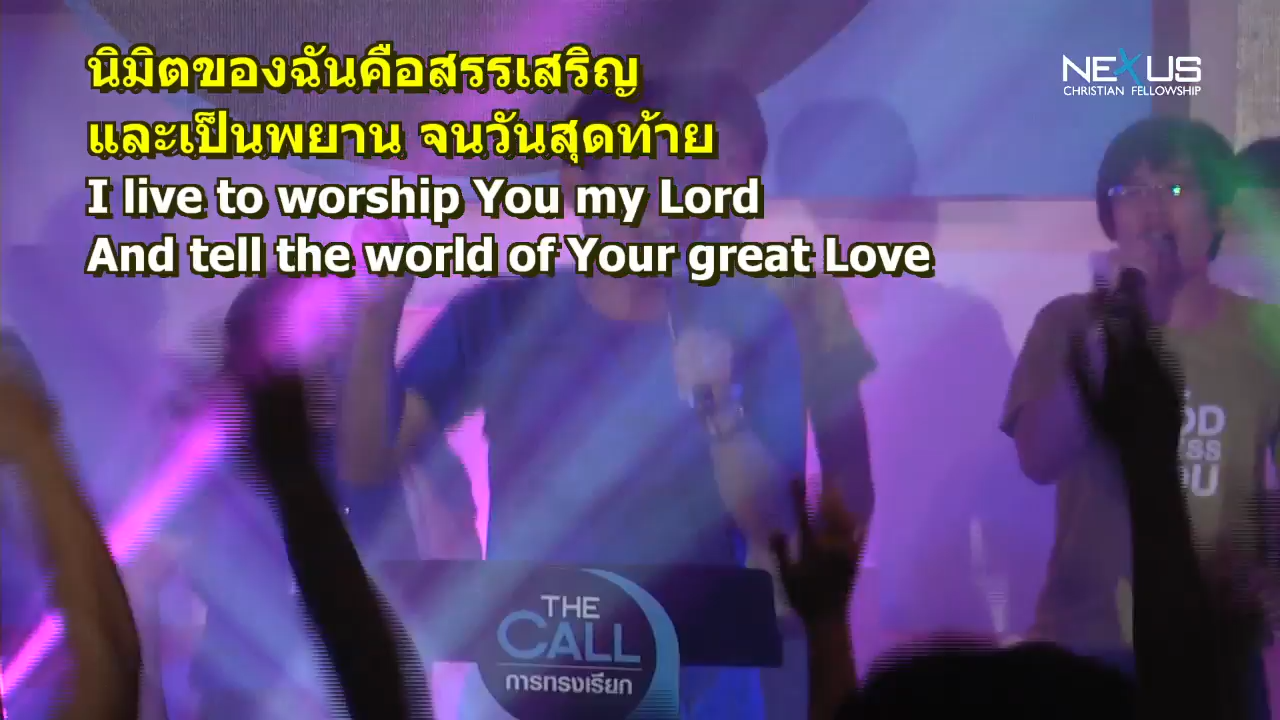 นิมิตของฉันคือสรรเสริญ
และเป็นพยาน จนวันสุดท้าย
I live to worship You my Lord
And tell the world of Your great Love
NEXUS
CHRISTIAN FELLOWSHIP
THE
CALL
การทรงเรียก